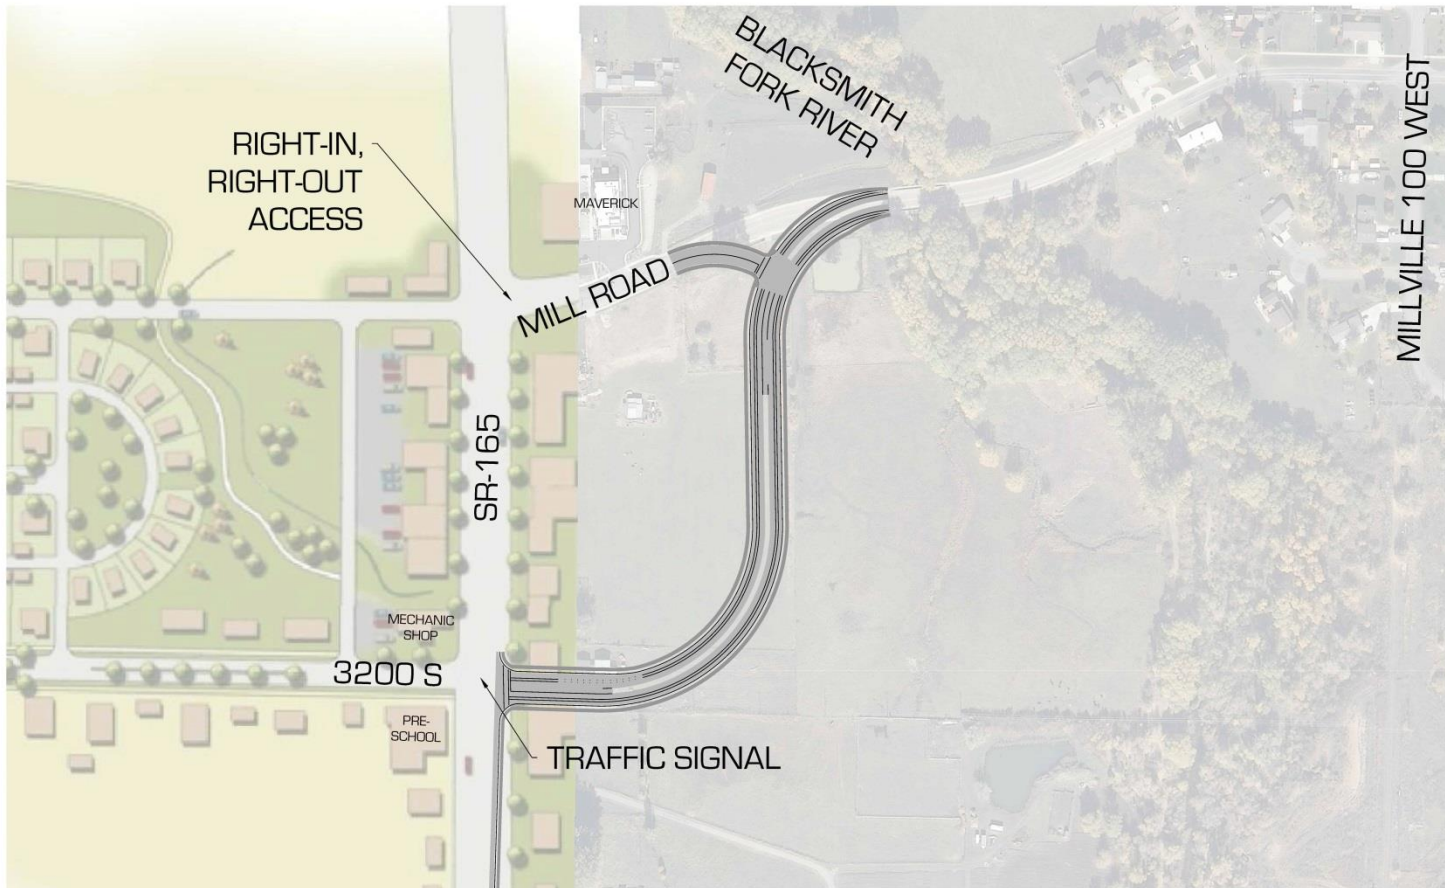 BLACKSMITH
FORK RIVER
MILLVILLE 100 WEST
RIGHT-IN,
RIGHT-OUT
ACCESS
MAVERICK
MILL ROAD
SR-165
MECHANIC
SHOP
3200 S
PRE-
SCHOOL
TRAFFIC SIGNAL